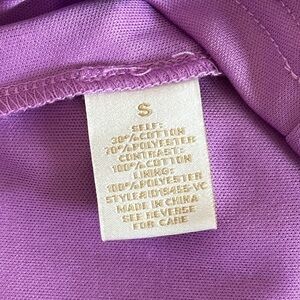 S
SELF:
30%COTTON
70%POLYESTER
CONTRAST:
100%COTTON
LINING:
100%POLYESTER
STYLE#ID19455-VC
MADE IN CHINA
SEE REVERSE
FOR CARE